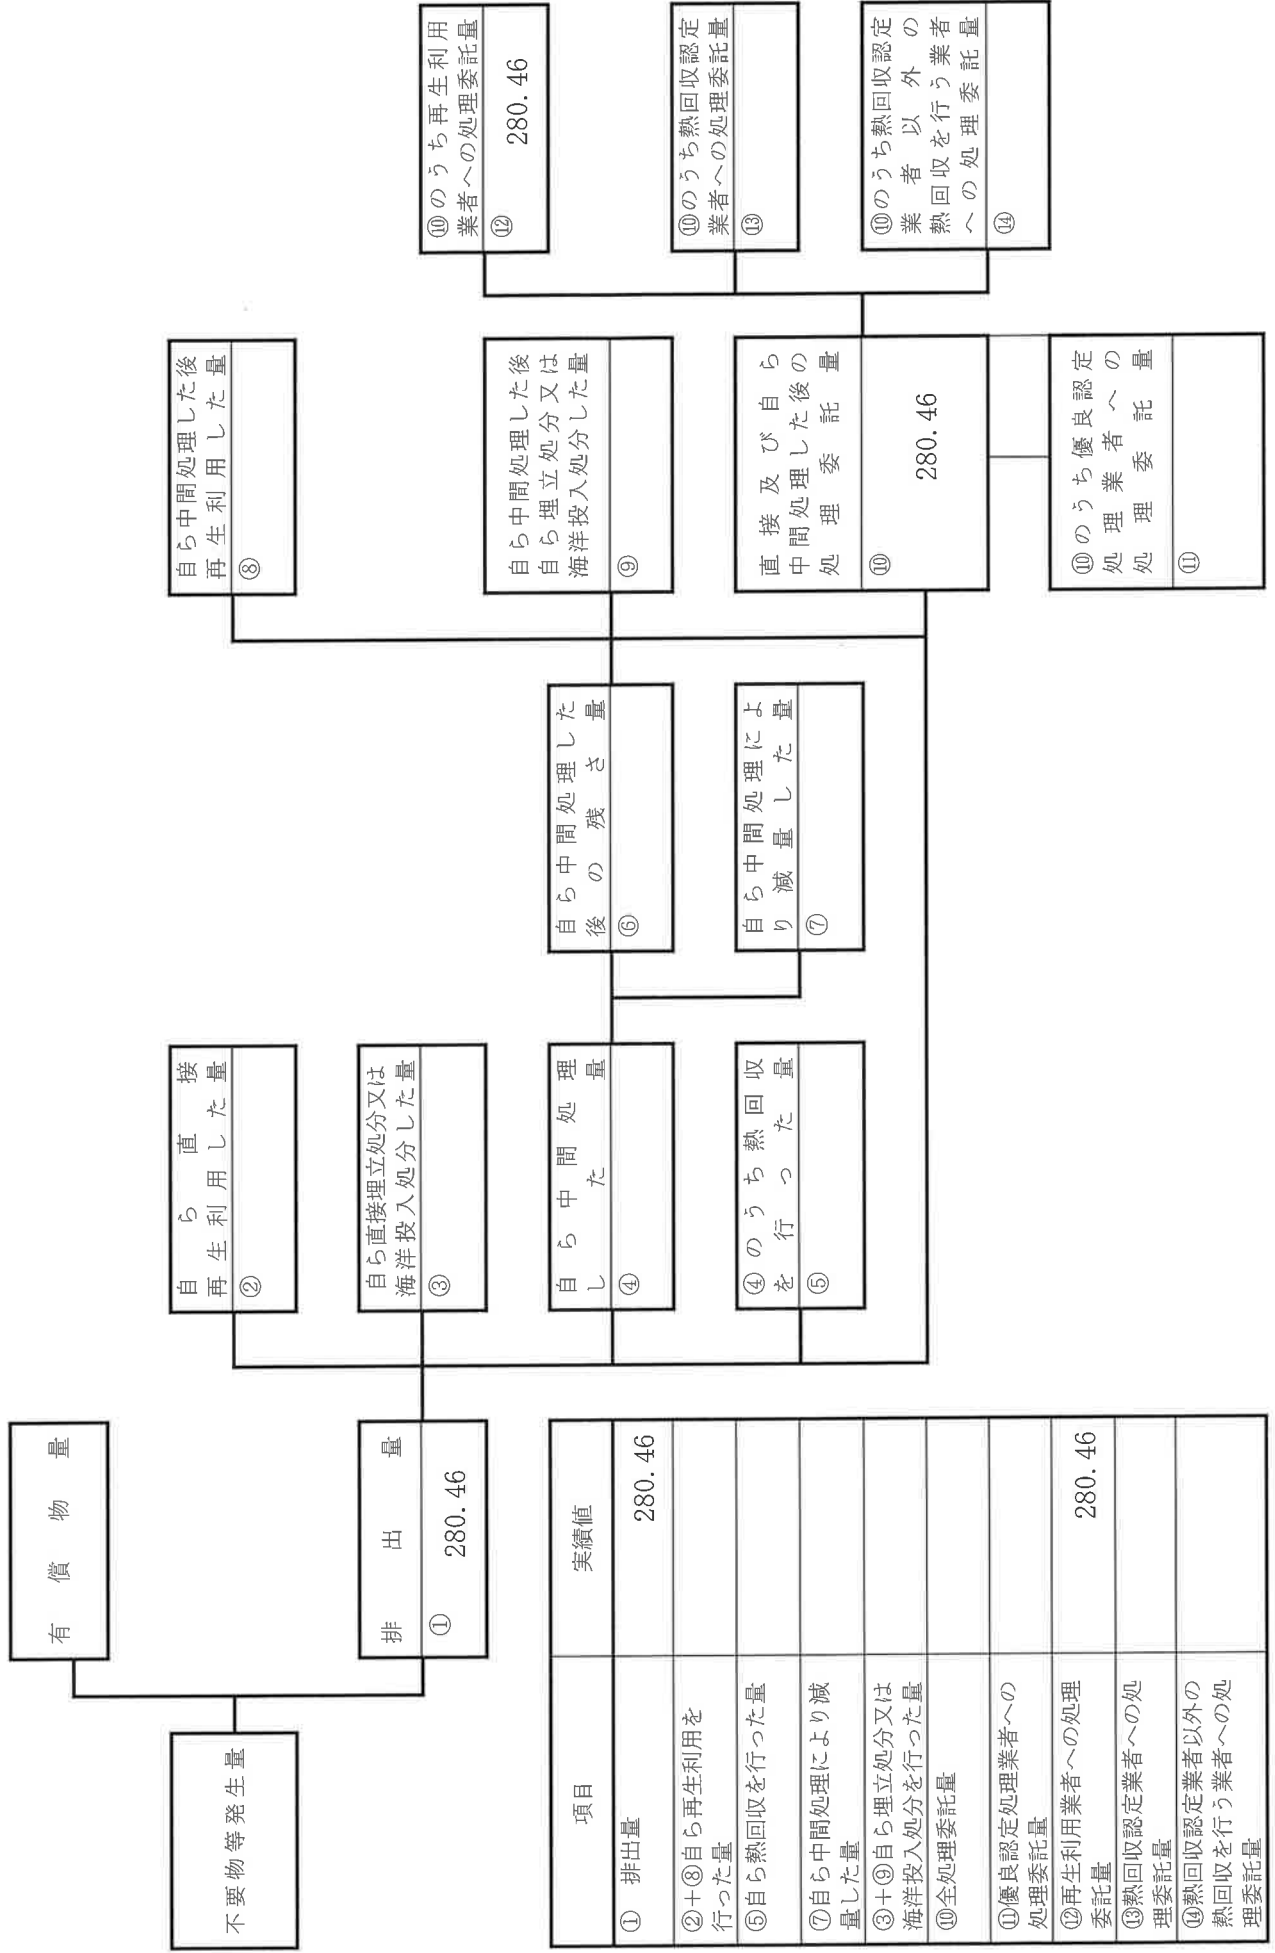 不要物等発生量
有償物量
排出量
①
280.46
自ら直接
再生利用した量
②
自ら直接埋立処分又は
海洋投入処分した量
③
自ら中間処理
した量
④
④のうち熱回収
を行った量
⑤
自ら中間処理した
後の残さ量
⑥
自ら中間処理によ
り減量した量
⑦
自ら中間処理した後
再生利用した量
⑧
自ら中間処理した後
自ら埋立処分又は
海洋投入処分した量
⑨
直接及び自ら
中間処理した後の
処理委託量
⑩
280.46
⑩のうち優良認定
処理業者への
処理委託量
⑪
⑩のうち再生利用
業者への処理委託量
⑫
280.46
⑩のうち熱回収認定
業者への処理委託量
⑬
⑩のうち熱回収認定
業者以外の
熱回収を行う業者
への処理委託量
⑭
項目 実績値
① 排出量 280.46
②+⑧自ら再生利用を
行った量
⑤自ら熱回収を行った量
⑦自ら中間処理により減
量した量
③+⑨自ら埋立処分又は
海洋投入処分を行った量
⑩全処理委託量
⑪優良認定処理業者への
処理委託量
⑫再生利用業者への処理 280.46
委託量
⑬熱回収認定業者への処
理委託量
⑭熱回収認定業者以外の
熱回収を行う業者への処
理委託量